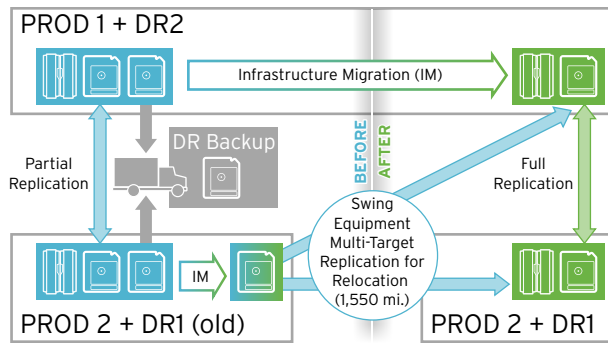 PROD 1 + DR2
Infrastructure Migration (IM)
DR Backup
BEFORE
AFTER
Partial
Replication
Full
Replication
Swing
Equipment
Multi-Target
Replication for
Relocation
(1,550 mi.)
IM
PROD 2 + DR1 (old)
PROD 2 + DR1